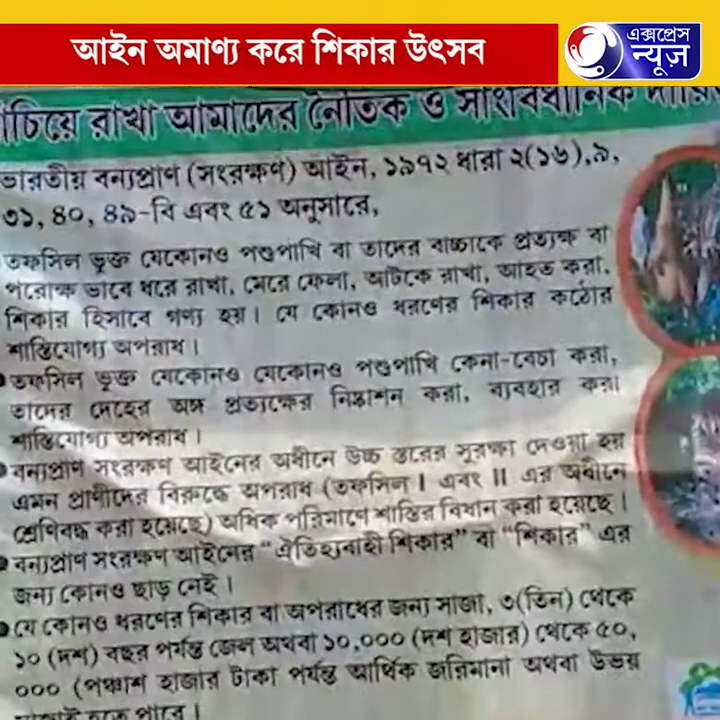 আইন অমাণ্য করে শিকার উৎসব
এক্সপ্রেস
নিউজ
রাখা আমাদের নৈতিক ও সাংবিধানিক
ভারতীয় বন্যপ্রাণ (সংরক্ষণ) আইন, ১৯৭২ ধারা ২(১৬),৯,
৩১, ৪০, ৪৯-বি এবং ৫১ অনুসারে,
তফসিল ভুক্ত যেকোনও পশুপাখি বা তাদের বাচ্চাকে প্রত্যক্ষ বা
পরোক্ষ ভাবে ধরে রাখা, মেরে ফেলা, আটকে রাখা, আহত করা,
শিকার হিসাবে গণ্য হয়। যে কোনও ধরণের শিকার কঠোর
শাস্তিযোগ্য অপরাধ।
তফসিল ভুক্ত যেকোনও যেকোনও পশুপাখি কেনা-বেচা করা,
তাদের দেহের অঙ্গ প্রত্যক্ষের নিষ্কাশন করা, ব্যবহার করা
শাস্তিযোগ্য অপরাধ।
বন্যপ্রাণ সংরক্ষণ আইনের অধীনে উচ্চ স্তরের সুরক্ষা দেওয়া হয়
এমন প্রাণীদের বিরুদ্ধে অপরাধ (তফসিল I এবং II এর অধীনে
শ্রেণিবদ্ধ করা হয়েছে) অধিক পরিমাণে শাস্তির বিধান করা হয়েছে।
বন্যপ্রাণ সংরক্ষণ আইনের "ঐতিহ্যবাহী শিকার" বা "শিকার" এর
জন্য কোনও ছাড় নেই।
যে কোনও ধরণের শিকার বা অপরাধের জন্য সাজা, ৩(তিন) থেকে
১০ (দশ) বছর পর্যন্ত জেল অথবা ১০,০০০ (দশ হাজার) থেকে ৫০,
০০০ (পঞ্চাশ হাজার টাকা পর্যন্ত আর্থিক জরিমানা অথবা উভয়
হতে পারে।